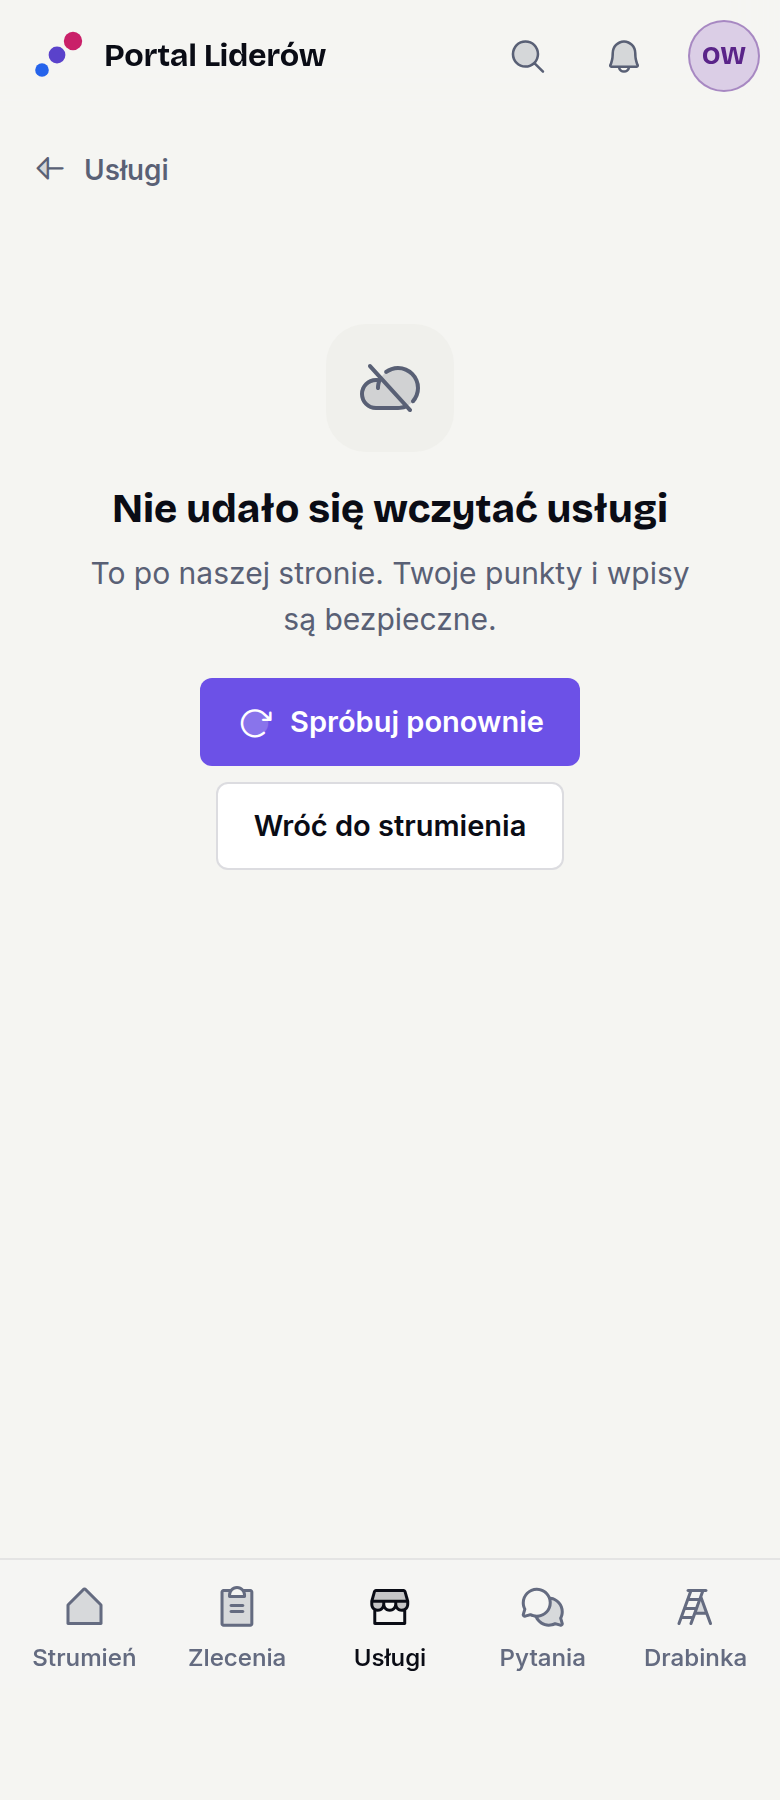 Portal Liderów
OW
Usługi
Nie udało się wczytać usługi
To po naszej stronie. Twoje punkty i wpisy
są bezpieczne.
Spróbuj ponownie
Wróć do strumienia
Strumień
Zlecenia
Usługi
Pytania
Drabinka